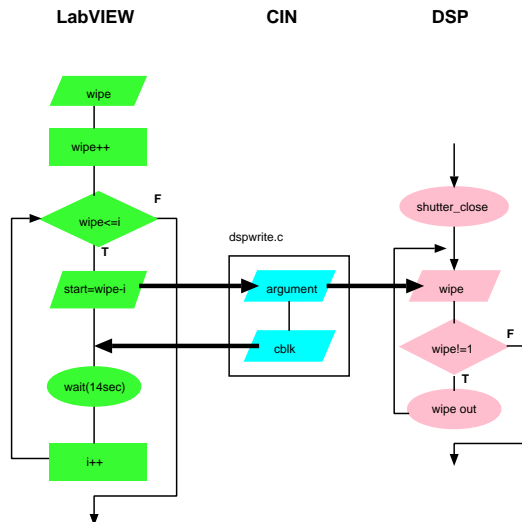 LabVIEW
CIN
DSP
wipe
wipe++
wipe<=i
F
T
start=wipe-i
wait(14sec)
i++
dspwrite.c
argument
cblk
shutter_close
wipe
wipe!=1
F
T
wipe out